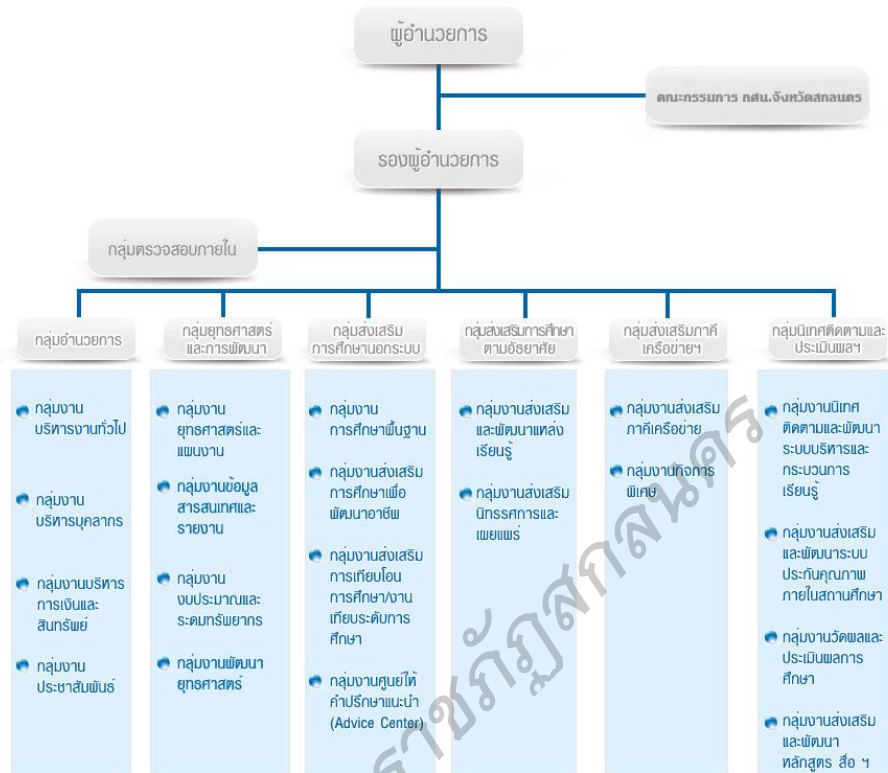 ผู้อำนวยการ
คณะกรรมการ กศน.จังหวัดสกลนคร
รองผู้อำนวยการ
กลุ่มตรวจสอบภายใน
กลุ่มอำนวยการ
กลุ่มงาน
บริหารงานทั่วไป
กลุ่มงาน
บริหารบุคลากร
กลุ่มงานบริหาร
การเงินและ
สินทรัพย์
กลุ่มงาน
ประชาสัมพันธ์
กลุ่มยุทธศาสตร์
และการพัฒนา
กลุ่มงาน
ยุทธศาสตร์และ
แผนงาน
กลุ่มงานข้อมูล
สารสนเทศและ
รายงาน
กลุ่มงาน
งบประมาณและ
ระดมทรัพยากร
กลุ่มงานพัฒนา
ยุทธศาสตร์
กลุ่มส่งเสริม
การศึกษานอกระบบ
กลุ่มงาน
การศึกษาพื้นฐาน
กลุ่มงานส่งเสริม
การศึกษาเพื่อ
พัฒนาอาชีพ
กลุ่มงานส่งเสริม
การเทียบโอน
การศึกษา/งาน
เทียบระดับการ
ศึกษา
กลุ่มงานศูนย์ให้
คำปรึกษาแนะนำ
(Advice Center)
กลุ่มส่งเสริมการศึกษา
ตามอัธยาศัย
กลุ่มงานส่งเสริม
และพัฒนาแหล่ง
เรียนรู้
กลุ่มงานส่งเสริม
นิทรรศการและ
เผยแพร่
กลุ่มส่งเสริมภาคี
เครือข่ายฯ
กลุ่มงานส่งเสริม
ภาคีเครือข่าย
กลุ่มงานกิจการ
พิเศษ
กลุ่มนิเทศติดตามและ
ประเมินผลฯ
กลุ่มงานนิเทศ
ติดตามและพัฒนา
ระบบบริหารและ
กระบวนการ
เรียนรู้
กลุ่มงานส่งเสริม
และพัฒนาระบบ
ประกันคุณภาพ
ภายในสถานศึกษา
กลุ่มงานวัดผลและ
ประเมินผลการ
ศึกษา
กลุ่มงานส่งเสริม
และพัฒนา
หลักสูตร สื่อ ฯ
ราชภัฏสกลนคร